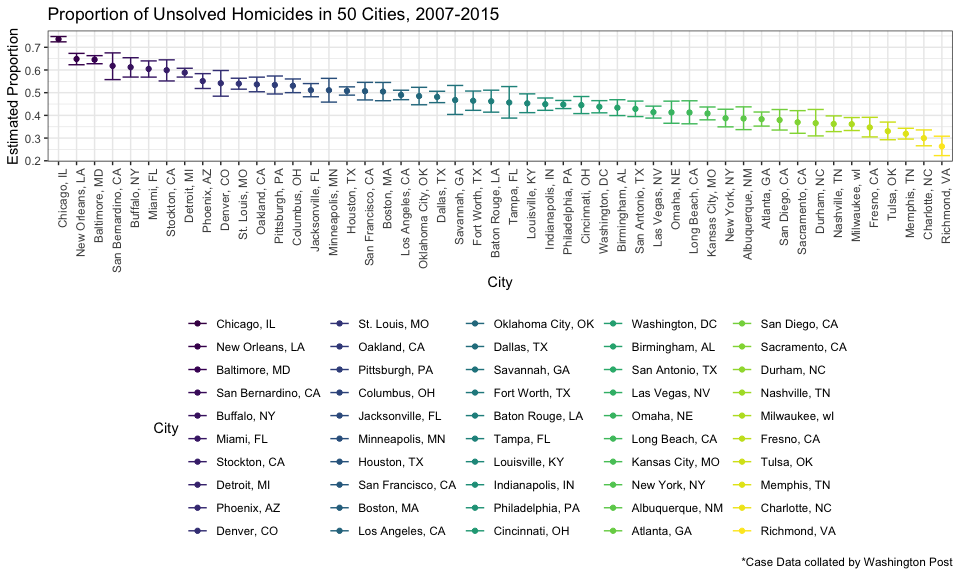 Proportion of Unsolved Homicides in 50 Cities, 2007-2015
Estimated Proportion
0.7
0.6
0.5
0.4
0.3
0.2
Chicago, IL
New Orleans, LA
Baltimore, MD
San Bernardino, CA
Buffalo, NY
Miami, FL
Stockton, CA
Detroit, MI
Phoenix, AZ
Denver, CO
St. Louis, MO
Oakland, CA
Pittsburgh, PA
Columbus, OH
Jacksonville, FL
Minneapolis, MN
Houston, TX
San Francisco, CA
Boston, MA
Los Angeles, CA
Oklahoma City, OK
Dallas, TX
Savannah, GA
Fort Worth, TX
Baton Rouge, LA
Tampa, FL
Louisville, KY
Indianapolis, IN
Philadelphia, PA
Cincinnati, OH
Washington, DC
Birmingham, AL
San Antonio, TX
Las Vegas, NV
Omaha, NE
Long Beach, CA
Kansas City, MO
New York, NY
Albuquerque, NM
Atlanta, GA
San Diego, CA
Sacramento, CA
Durham, NC
Nashville, TN
Milwaukee, wI
Fresno, CA
Tulsa, OK
Memphis, TN
Charlotte, NC
Richmond, VA
City
City
Chicago, IL
New Orleans, LA
Baltimore, MD
San Bernardino, CA
Buffalo, NY
Miami, FL
Stockton, CA
Detroit, MI
Phoenix, AZ
Denver, CO
St. Louis, MO
Oakland, CA
Pittsburgh, PA
Columbus, OH
Jacksonville, FL
Minneapolis, MN
Houston, TX
San Francisco, CA
Boston, MA
Los Angeles, CA
Oklahoma City, OK
Dallas, TX
Savannah, GA
Fort Worth, TX
Baton Rouge, LA
Tampa, FL
Louisville, KY
Indianapolis, IN
Philadelphia, PA
Cincinnati, OH
Washington, DC
Birmingham, AL
San Antonio, TX
Las Vegas, NV
Omaha, NE
Long Beach, CA
Kansas City, MO
New York, NY
Albuquerque, NM
Atlanta, GA
San Diego, CA
Sacramento, CA
Durham, NC
Nashville, TN
Milwaukee, wI
Fresno, CA
Tulsa, OK
Memphis, TN
Charlotte, NC
Richmond, VA
*Case Data collated by Washington Post